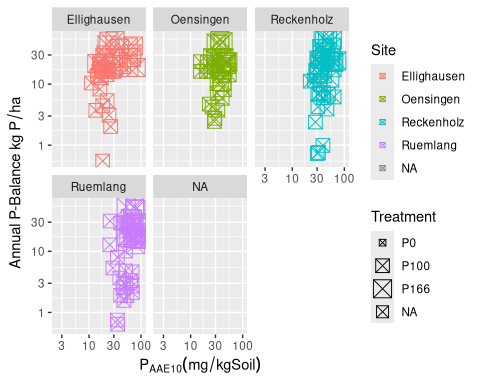 Ellighausen Oensingen Reckenholz
30
10
3
1
Ruemlang NA
3 10 30 100
30
10
3
1
3 10 30 100 3 10 30 100
Annual P-Balance kg P/ha
P_AAE10(mg/kgSoil)
Site
Ellighausen
Oensingen
Reckenholz
Ruemlang
NA
Treatment
P0
P100
P166
NA